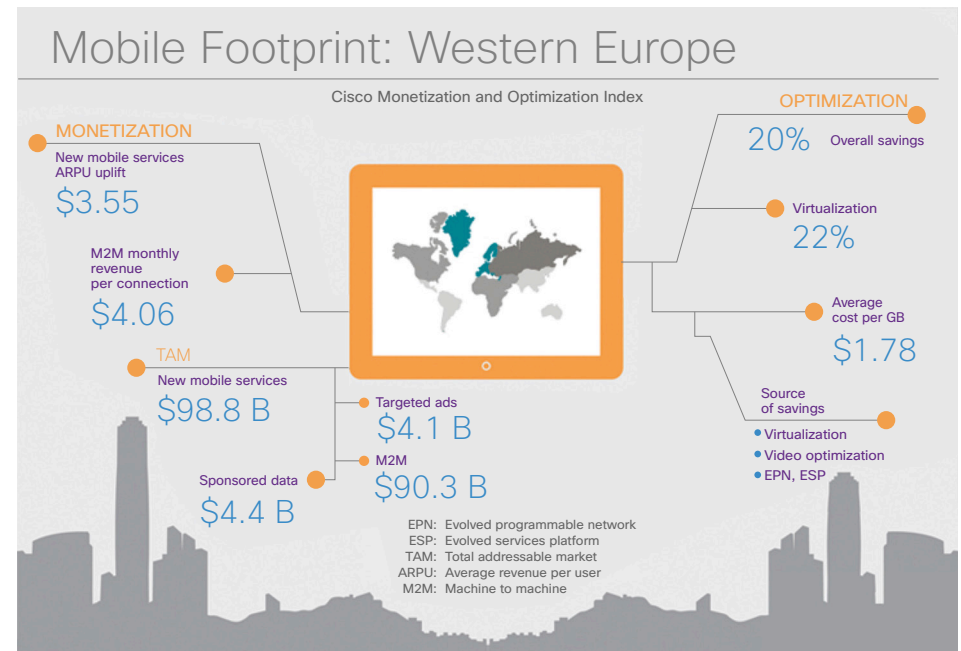 Mobile Footprint: Western Europe
Cisco Monetization and Optimization Index
MONETIZATION
New mobile services
ARPU uplift
$3.55
M2M monthly
revenue
per connection
$4.06
TAM
New mobile services
$98.8 B
Targeted ads
$4.1 B
M2M
$90.3 B
Sponsored data
$4.4 B
OPTIMIZATION
20% Overall savings
Virtualization
22%
Average
cost per GB
$1.78
Source
of savings
• Virtualization
• Video optimization
• EPN, ESP
EPN: Evolved programmable network
ESP: Evolved services platform
TAM: Total addressable market
ARPU: Average revenue per user
M2M: Machine to machine